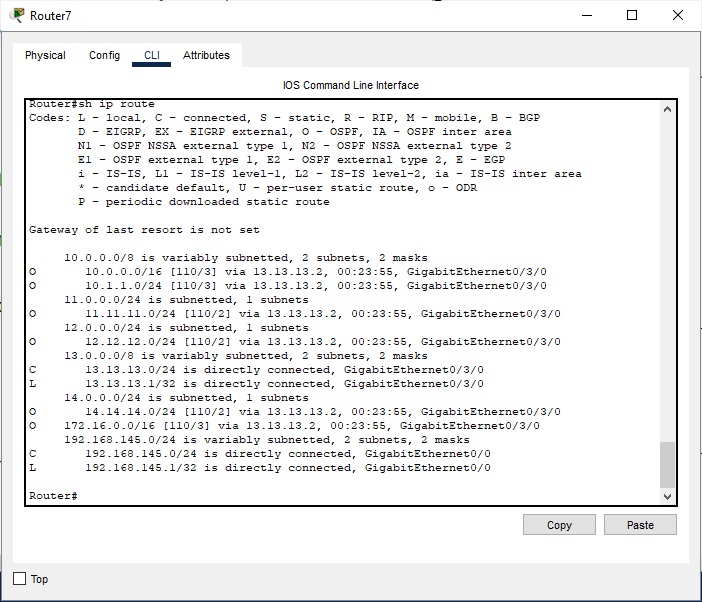 Router7
Physical Config CLI Attributes
IOS Command Line Interface
Router#sh ip route
Codes: L - local, C - connected, S - static, R - RIP, M - mobile, B - BGP
D - EIGRP, EX - EIGRP external, O - OSPF, IA - OSPF inter area
N1 - OSPF NSSA external type 1, N2 - OSPF NSSA external type 2
E1 - OSPF external type 1, E2 - OSPF external type 2, E - EGP
i - IS-IS, L1 - IS-IS level-1, L2 - IS-IS level-2, ia - IS-IS inter area
* - candidate default, U - per-user static route, o - ODR
P - periodic downloaded static route
Gateway of last resort is not set
10.0.0.0/8 is variably subnetted, 2 subnets, 2 masks
O 10.0.0.0/16 [110/3] via 13.13.13.2, 00:23:55, GigabitEthernet0/3/0
O 10.1.1.0/24 [110/3] via 13.13.13.2, 00:23:55, GigabitEthernet0/3/0
11.0.0.0/24 is subnetted, 1 subnets
O 11.11.11.0/24 [110/2] via 13.13.13.2, 00:23:55, GigabitEthernet0/3/0
12.0.0.0/24 is subnetted, 1 subnets
O 12.12.12.0/24 [110/2] via 13.13.13.2, 00:23:55, GigabitEthernet0/3/0
13.0.0.0/8 is variably subnetted, 2 subnets, 2 masks
C 13.13.13.0/24 is directly connected, GigabitEthernet0/3/0
L 13.13.13.1/32 is directly connected, GigabitEthernet0/3/0
14.0.0.0/24 is subnetted, 1 subnets
O 14.14.14.0/24 [110/2] via 13.13.13.2, 00:23:55, GigabitEthernet0/3/0
O 172.16.0.0/16 [110/3] via 13.13.13.2, 00:23:55, GigabitEthernet0/3/0
192.168.145.0/24 is variably subnetted, 2 subnets, 2 masks
C 192.168.145.0/24 is directly connected, GigabitEthernet0/0
L 192.168.145.1/32 is directly connected, GigabitEthernet0/0
Router#
Copy Paste
Top